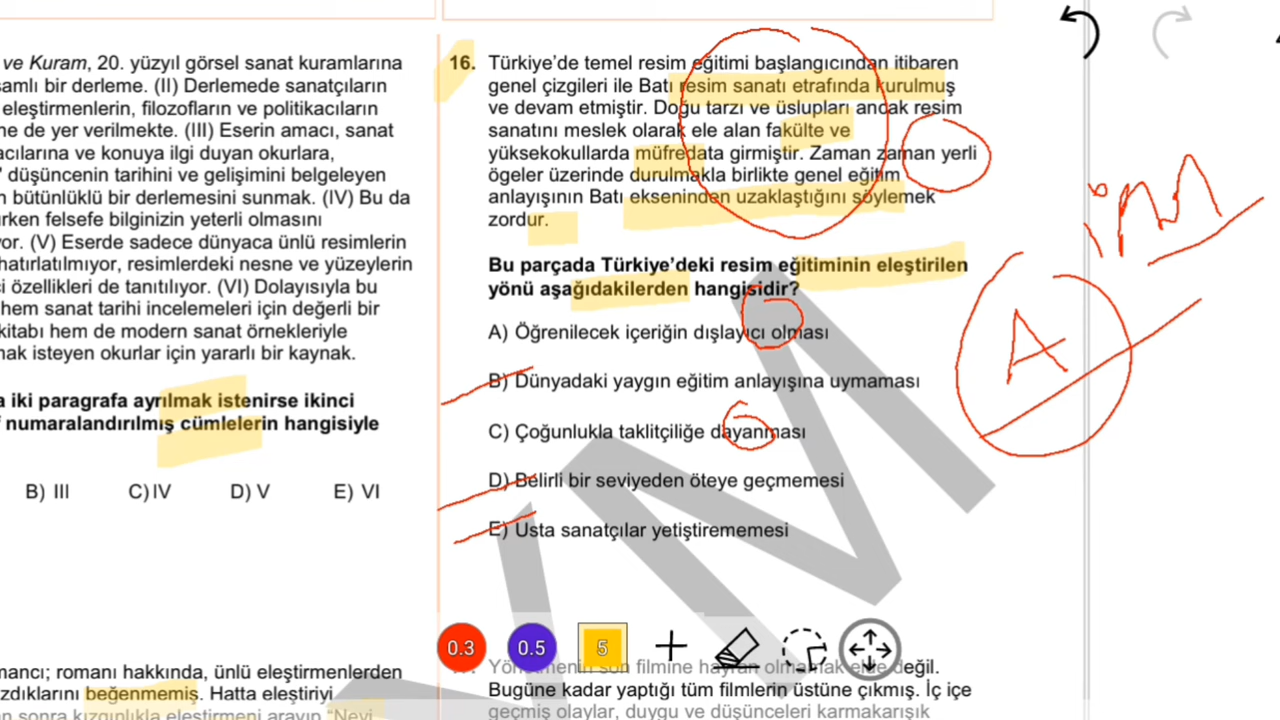 ve Kuram, 20. yüzyıl görsel sanat kuramlarına
samlı bir derleme. (II) Derlemede sanatçıların
eleştirmenlerin, filozofların ve politikacıların
ne de yer verilmekte. (III) Eserin amacı, sanat
acılarına ve konuya ilgi duyan okurlara,
düşüncenin tarihini ve gelişimini belgeleyen
n bütünlüklü bir derlemesini sunmak. (IV) Bu da
rken felsefe bilginizin yeterli olmasını
yor. (V) Eserde sadece dünyaca ünlü resimlerin
hatırlatılmıyor, resimlerdeki nesne ve yüzeylerin
i özellikleri de tanıtılıyor. (VI) Dolayısıyla bu
hem sanat tarihi incelemeleri için değerli bir
kitabı hem de modern sanat örnekleriyle
nak isteyen okurlar için yararlı bir kaynak.
a iki paragrafa ayrılmak istenirse ikinci
f numaralandırılmış cümlelerin hangisiyle
B) III C) IV D) V E) VI
mancı; romanı hakkında, ünlü eleştirmenlerden
zdıklarını beğenmemiş. Hatta eleştiriyi
n sonra kızgınlıkla eleştirmeni arayıp “Neyi
16. Türkiye’de temel resim eğitimi başlangıcından itibaren
genel çizgileri ile Batı resim sanatı etrafında kurulmuş
ve devam etmiştir. Doğu tarzı ve üslupları ancak resim
sanatını meslek olarak ele alan fakülte ve
yüksekokullarda müfredata girmiştir. Zaman zaman yerli
ögeler üzerinde durulmakla birlikte genel eğitim
anlayışının Batı ekseninden uzaklaştığını söylemek
zordur.
Bu parçada Türkiye’deki resim eğitiminin eleştirilen
yönü aşağıdakilerden hangisidir?
A) Öğrenilecek içeriğin dışlayıcı olması
B) Dünyadaki yaygın eğitim anlayışına uymaması
C) Çoğunlukla taklitçiliğe dayanması
D) Belirli bir seviyeden öteye geçmemesi
E) Usta sanatçılar yetiştirememesi
A
0.3 0.5 5
Yönetmenin son filmine hayran olmamak elde değil.
Bugüne kadar yaptığı tüm filmlerin üstüne çıkmış. İç içe
geçmiş olaylar, duygu ve düşünceleri karmakarışık